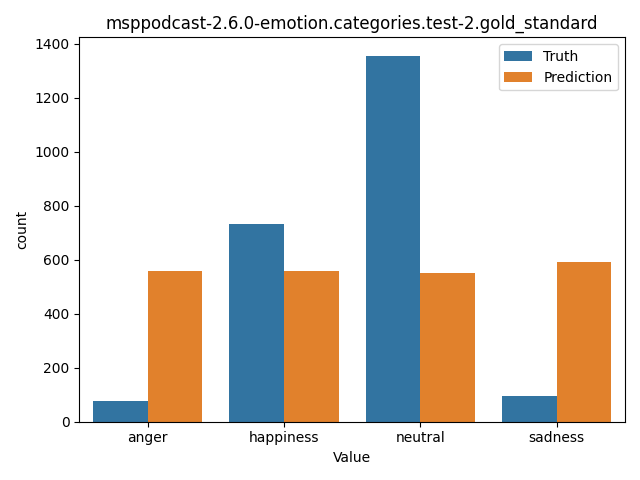 msppodcast-2.6.0-emotion.categories.test-2.gold_standard
Truth
Prediction
1400
1200
1000
800
600
400
200
0
count
anger happiness neutral sadness
Value